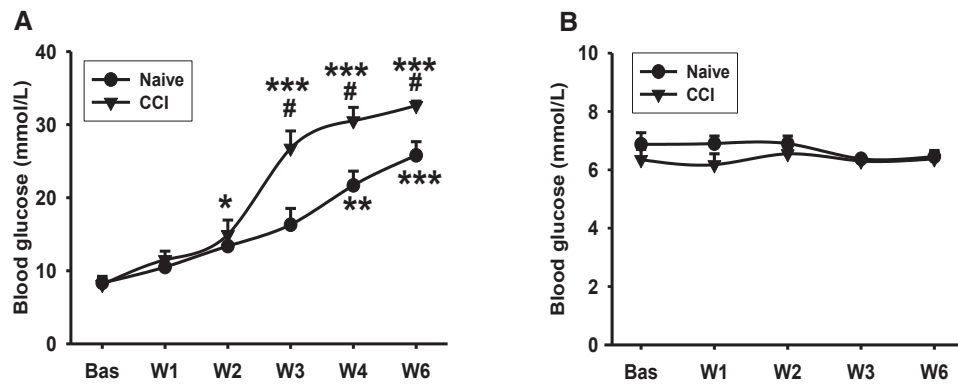 A
Blood glucose (mmol/L)
40
30
20
10
0
Naive
CCI
*
***
#
***
#
***
#
**
***
Bas W1 W2 W3 W4 W6
B
Blood glucose (mmol/L)
10
8
6
4
2
0
Naive
CCI
Bas W1 W2 W3 W6